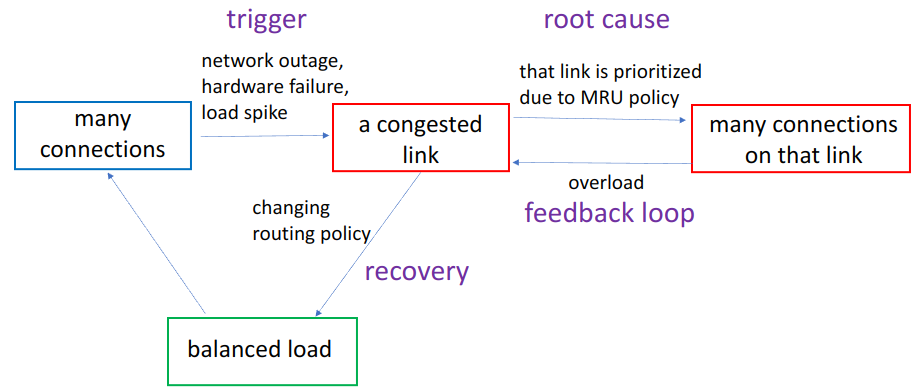 trigger
root cause
network outage,
hardware failure,
load spike
that link is prioritized
due to MRU policy
many
connections
a congested
link
many connections
on that link
overload
feedback loop
changing
routing policy
recovery
balanced load